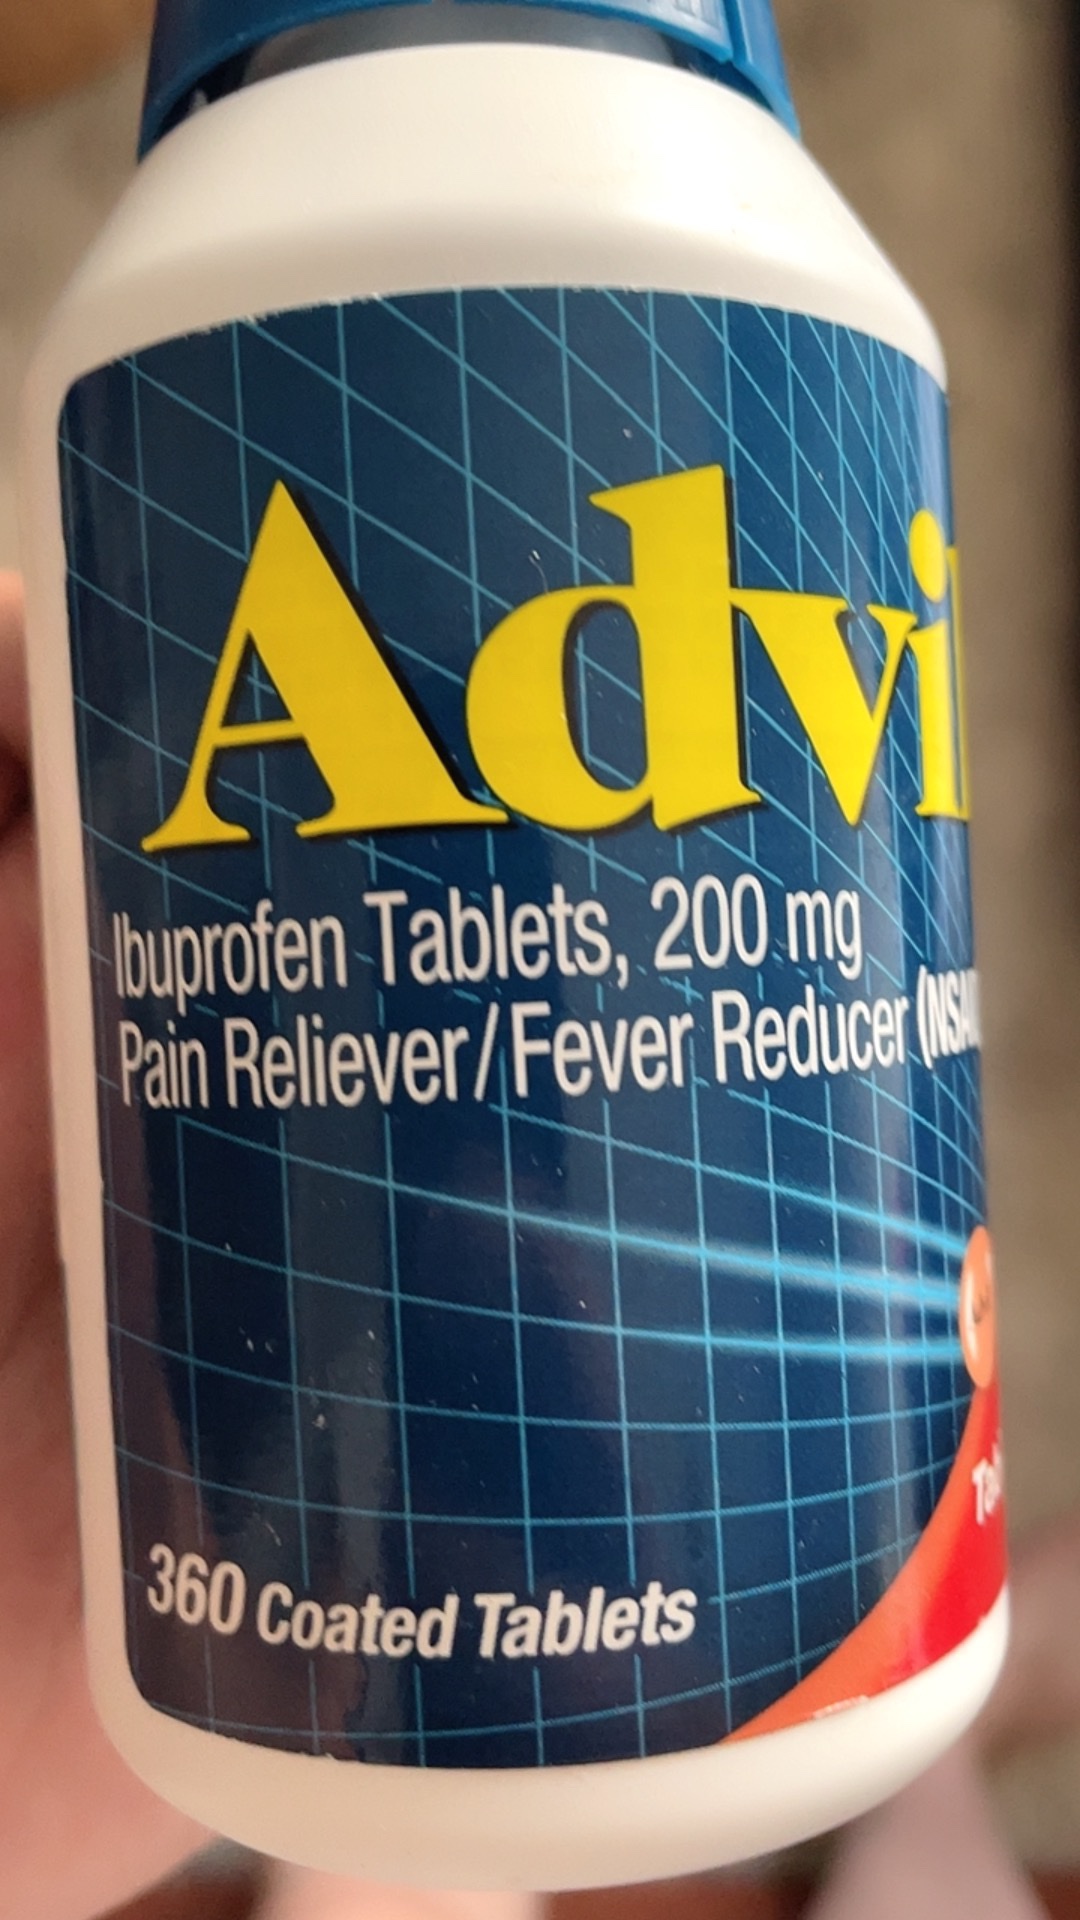 Advil
Ibuprofen Tablets, 200 mg
Pain Reliever/Fever Reducer
360 Coated Tablets